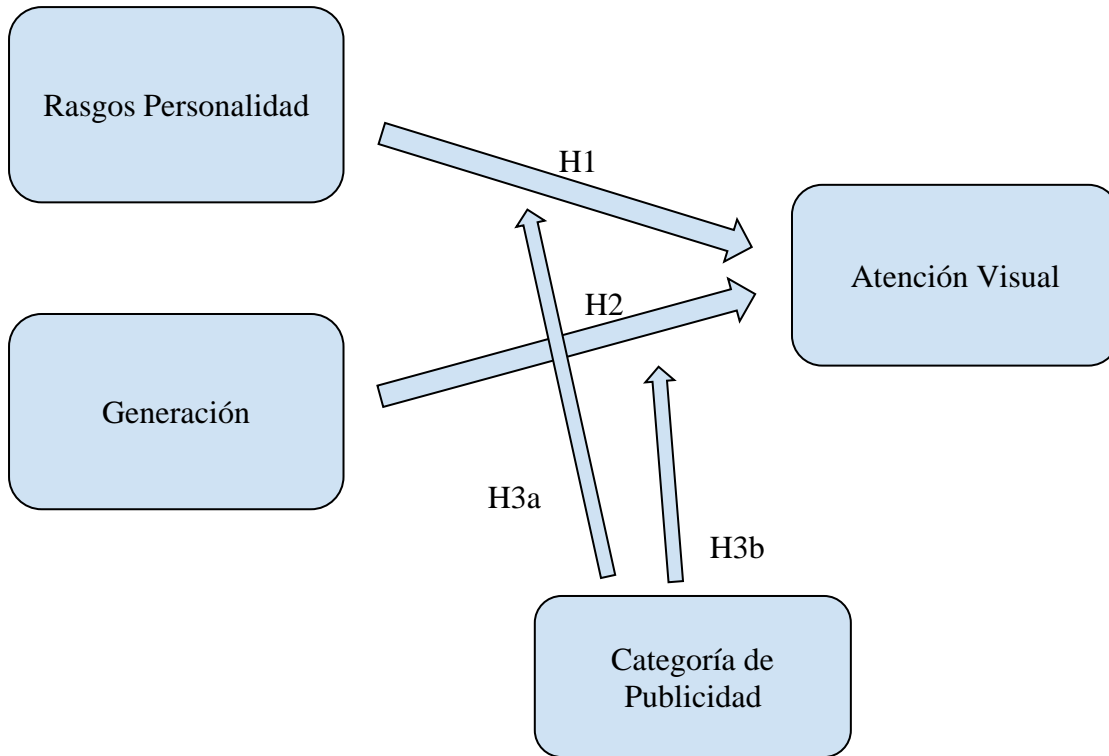 Rasgos Personalidad
H1
Atención Visual
H2
Generación
H3a
H3b
Categoría de
Publicidad